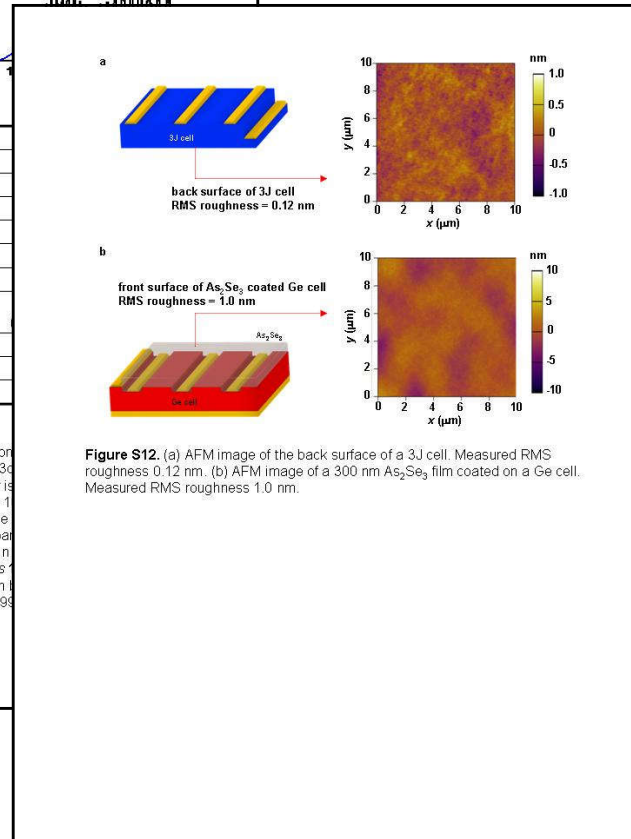 a
3J cell
back surface of 3J cell
RMS roughness = 0.12 nm
10
8
6
4
2
0
y (μm)
0 2 4 6 8 10
x (μm)
nm
1.0
0.5
0
-0.5
-1.0
b
front surface of As₂Se₃ coated Ge cell
RMS roughness = 1.0 nm
As₂Se₃
Ge cell
10
8
6
4
2
0
y (μm)
0 2 4 6 8 10
x (μm)
nm
10
5
0
-5
-10
Figure S12. (a) AFM image of the back surface of a 3J cell. Measured RMS
roughness 0.12 nm. (b) AFM image of a 300 nm As₂Se₃ film coated on a Ge cell.
Measured RMS roughness 1.0 nm.